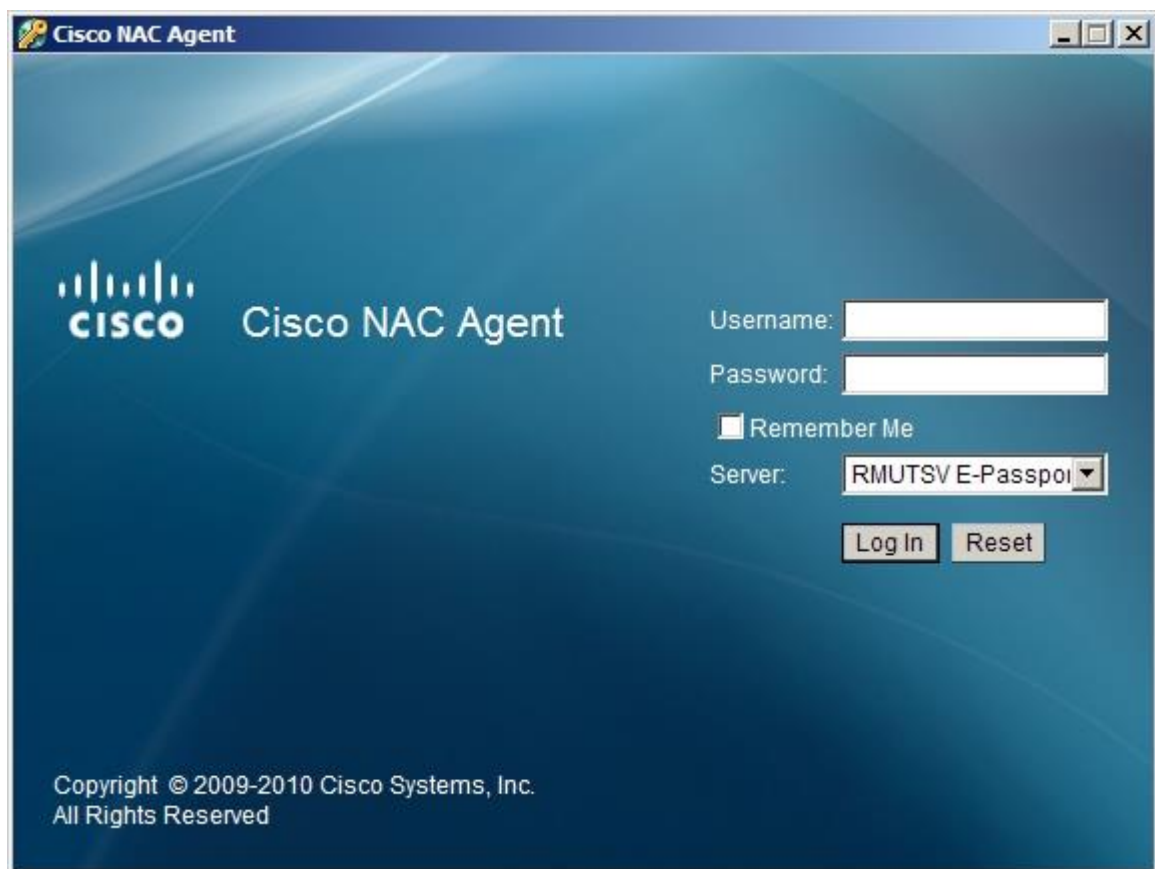 Cisco NAC Agent
CISCO
Cisco NAC Agent
Username:
Password:
Remember Me
Server: RMUTSV E-Passpor
Log In Reset
Copyright © 2009-2010 Cisco Systems, Inc.
All Rights Reserved